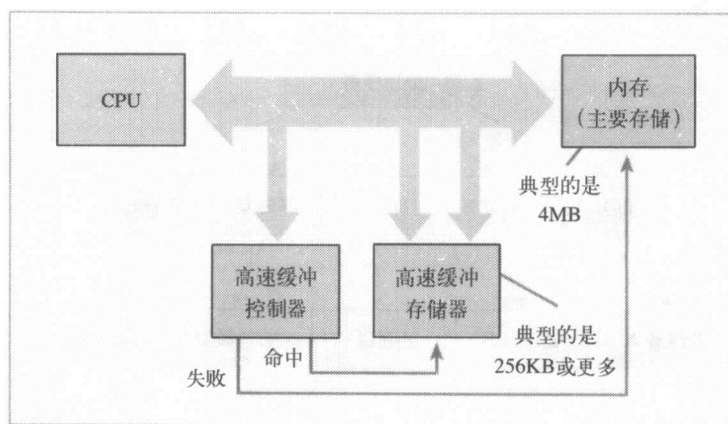 CPU
内存
（主要存储）
典型的是
4MB
高速缓冲
控制器
高速缓冲
存储器
典型的是
256KB或更多
命中
失败